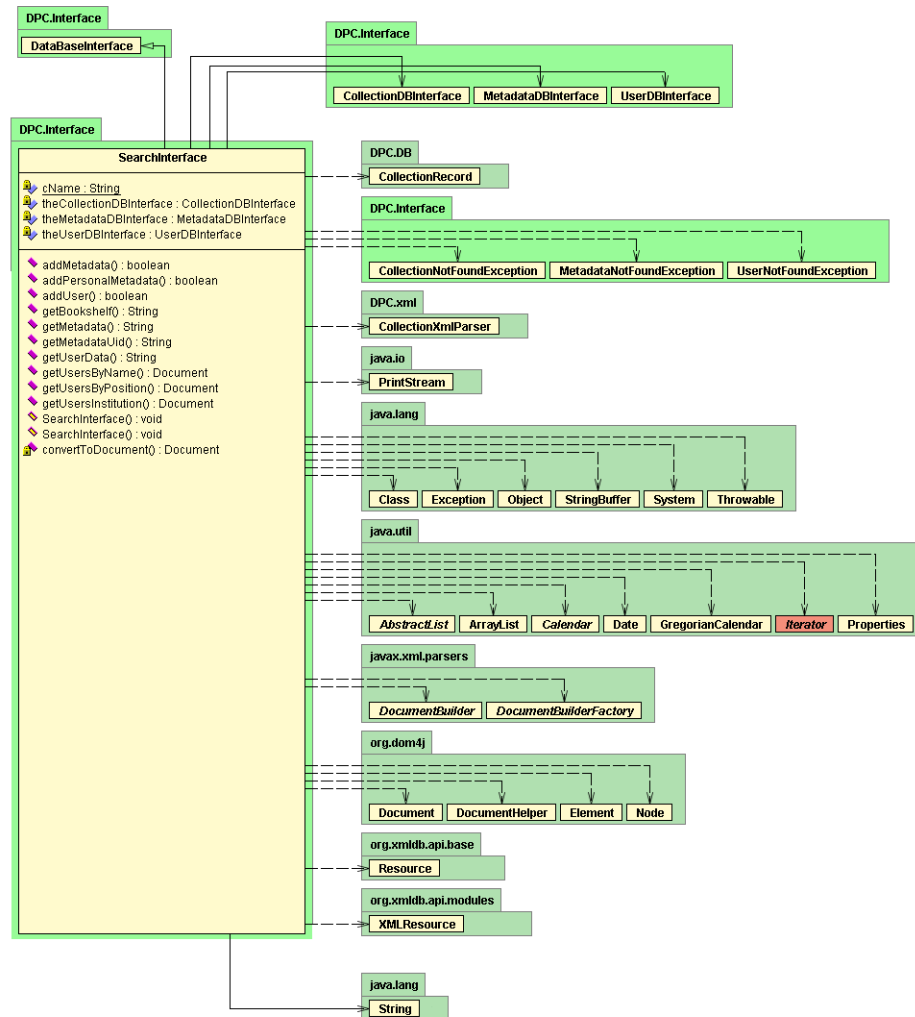 DPC.Interface
DataBaseInterface
DPC.Interface
CollectionDBInterface MetadataDBInterface UserDBInterface
DPC.Interface
SearchInterface
cName : String
theCollectionDBInterface : CollectionDBInterface
theMetadataDBInterface : MetadataDBInterface
theUserDBInterface : UserDBInterface
addMetadata() : boolean
addPersonalMetadata() : boolean
addUser() : boolean
getBookshelf() : String
getMetadata() : String
getMetadataUid() : String
getUserData() : String
getUsersByName() : Document
getUsersByPosition() : Document
getUsersInstitution() : Document
SearchInterface() : void
SearchInterface() : void
convertToDocument() : Document
DPC.DB
CollectionRecord
DPC.Interface
CollectionNotFoundException MetadataNotFoundException UserNotFoundException
DPC.xml
CollectionXmlParser
java.io
PrintStream
java.lang
Class Exception Object StringBuffer System Throwable
java.util
AbstractList ArrayList Calendar Date GregorianCalendar Iterator Properties
javax.xml.parsers
DocumentBuilder DocumentBuilderFactory
org.dom4j
Document DocumentHelper Element Node
org.xmldb.api.base
Resource
org.xmldb.api.modules
XMLResource
java.lang
String